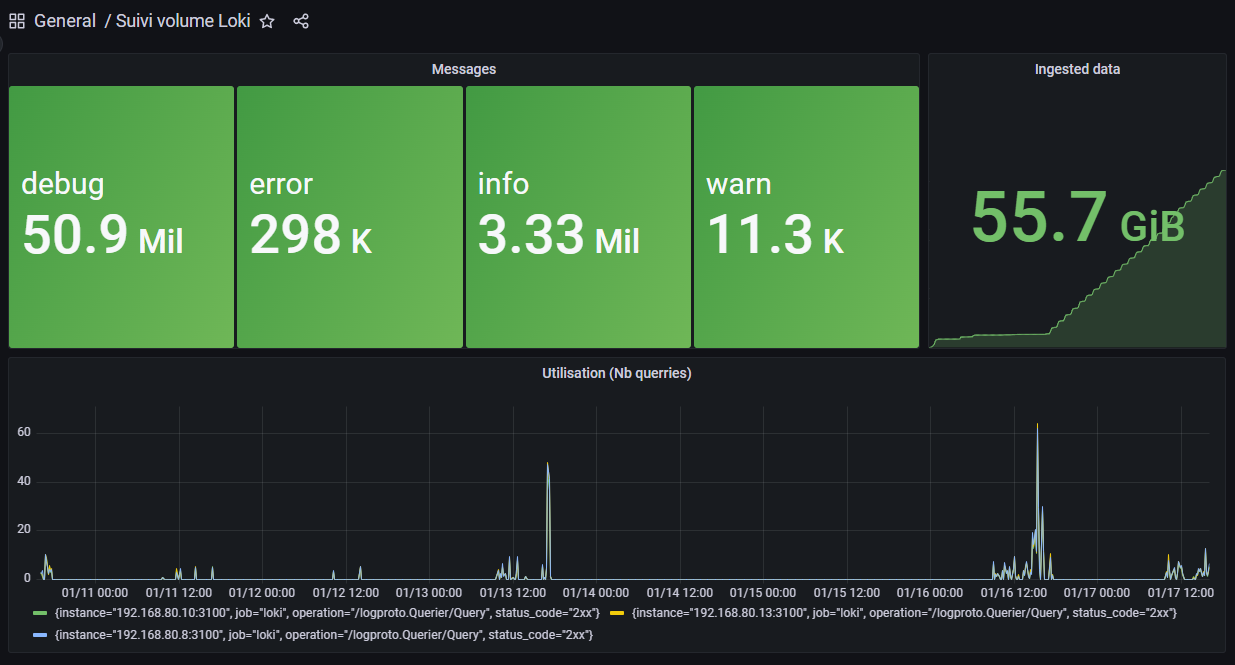 General / Suivi volume Loki
Messages
Ingested data
debug
50.9 Mil
error
298 K
info
3.33 Mil
warn
11.3 K
55.7 GiB
Utilisation (Nb querries)
60
40
20
0
01/11 00:00 01/11 12:00 01/12 00:00 01/12 12:00 01/13 00:00 01/13 12:00 01/14 00:00 01/14 12:00 01/15 00:00 01/15 12:00 01/16 00:00 01/16 12:00 01/17 00:00 01/17 12:00
{instance="192.168.80.10:3100", job="loki", operation="/logproto.Querier/Query", status_code="2xx"} {instance="192.168.80.13:3100", job="loki", operation="/logproto.Querier/Query", status_code="2xx"}
{instance="192.168.80.8:3100", job="loki", operation="/logproto.Querier/Query", status_code="2xx"}